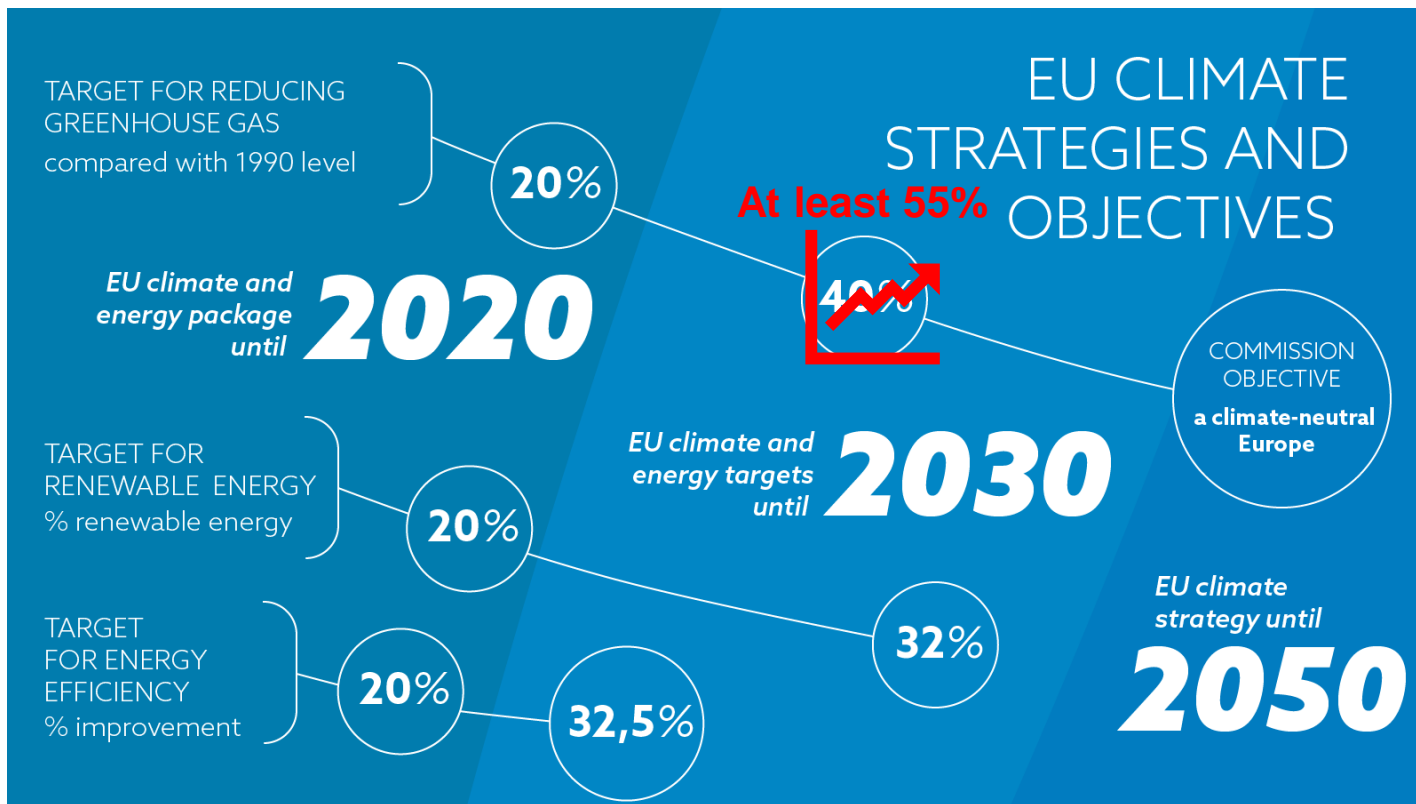 EU CLIMATE
STRATEGIES AND
OBJECTIVES
TARGET FOR REDUCING
GREENHOUSE GAS
compared with 1990 level
20%
At least 55%
40%
COMMISSION
OBJECTIVE
a climate-neutral
Europe
EU climate and
energy package
until
2020
EU climate and
energy targets
until
2030
TARGET FOR
RENEWABLE ENERGY
% renewable energy
20%
32%
EU climate
strategy until
2050
TARGET
FOR ENERGY
EFFICIENCY
% improvement
20%
32,5%